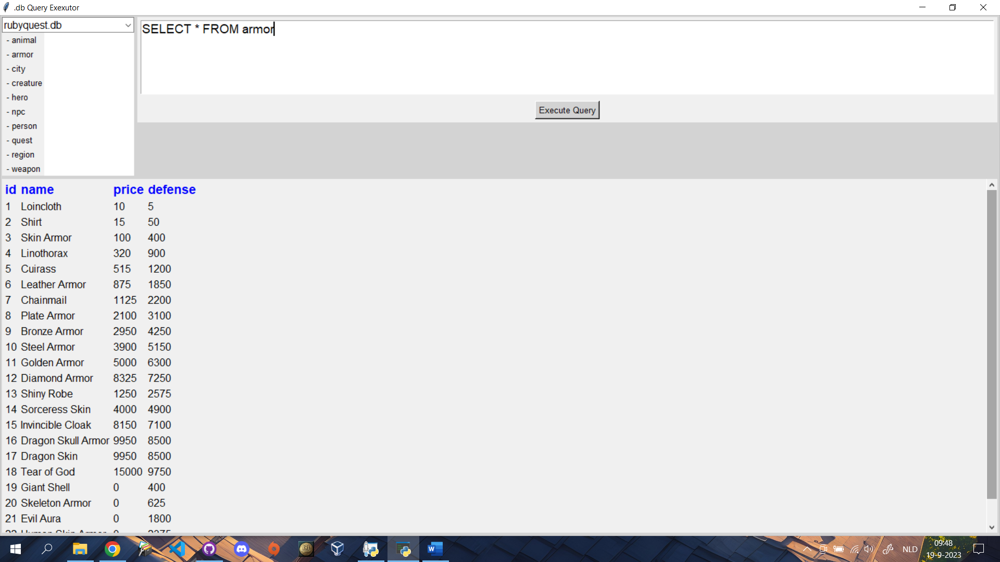 .db Query Exexutor
rubyquest.db
- animal
- armor
- city
- creature
- hero
- npc
- person
- quest
- region
- weapon
SELECT * FROM armor
Execute Query
id name price defense
1 Loincloth 10 5
2 Shirt 15 50
3 Skin Armor 100 400
4 Linothorax 320 900
5 Cuirass 515 1200
6 Leather Armor 875 1850
7 Chainmail 1125 2200
8 Plate Armor 2100 3100
9 Bronze Armor 2950 4250
10 Steel Armor 3900 5150
11 Golden Armor 5000 6300
12 Diamond Armor 8325 7250
13 Shiny Robe 1250 2575
14 Sorceress Skin 4000 4900
15 Invincible Cloak 8150 7100
16 Dragon Skull Armor 9950 8500
17 Dragon Skin 9950 8500
18 Tear of God 15000 9750
19 Giant Shell 0 400
20 Skeleton Armor 0 625
21 Evil Aura 0 1800
22 Human Skin Armor 0
NLD
09:48
19-9-2023